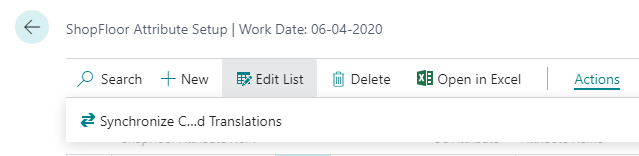 ShopFloor Attribute Setup | Work Date: 06-04-2020
Search + New Edit List Delete Open in Excel Actions
Synchronize C...d Translations